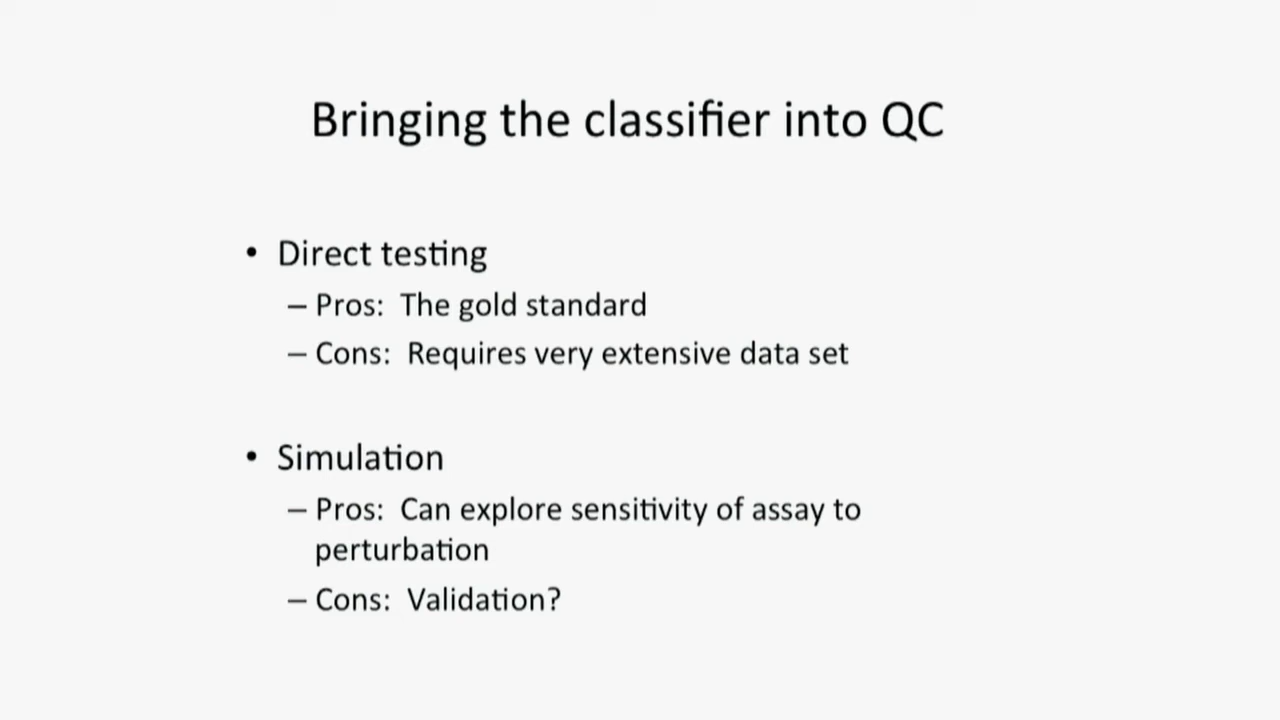 Bringing the classifier into QC
• Direct testing
– Pros: The gold standard
– Cons: Requires very extensive data set
• Simulation
– Pros: Can explore sensitivity of assay to
perturbation
– Cons: Validation?